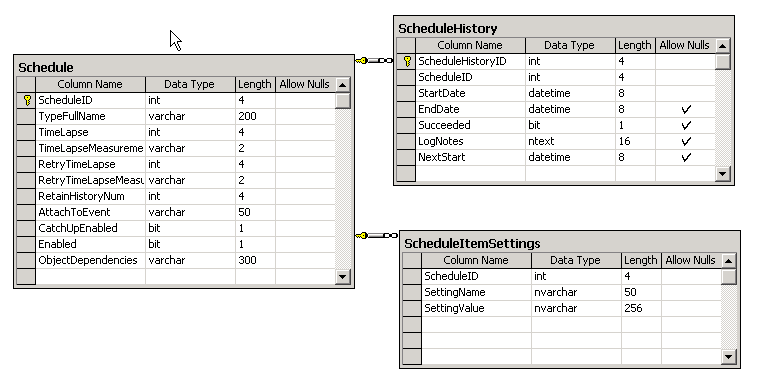 Schedule
Column Name Data Type Length Allow Nulls
ScheduleID int 4
TypeFullName varchar 200
TimeLapse int 4
TimeLapseMeasureme varchar 2
RetryTimeLapse int 4
RetryTimeLapseMeasu varchar 2
RetainHistoryNum int 4
AttachToEvent varchar 50
CatchUpEnabled bit 1
Enabled bit 1
ObjectDependencies varchar 300
ScheduleHistory
Column Name Data Type Length Allow Nulls
ScheduleHistoryID int 4
ScheduleID int 4
StartDate datetime 8
EndDate datetime 8
Succeeded bit 1
LogNotes ntext 16
NextStart datetime 8
ScheduleItemSettings
Column Name Data Type Length Allow Nulls
ScheduleID int 4
SettingName nvarchar 50
SettingValue nvarchar 256